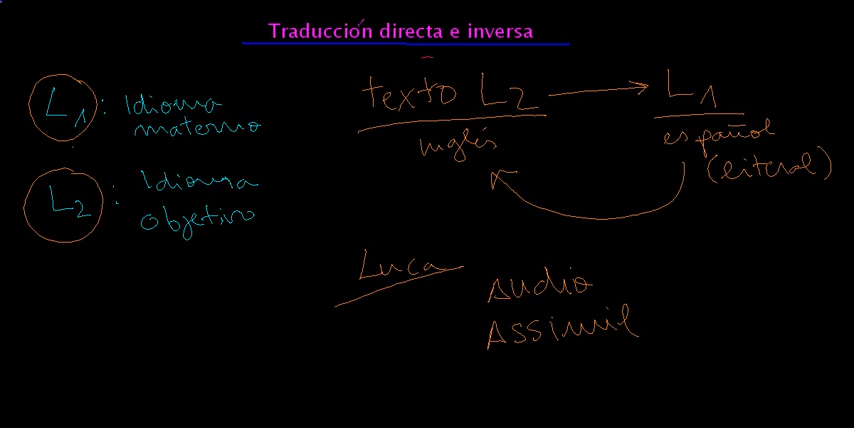 Traducción directa e inversa
L1: Idioma
materno
L2: Idioma
objetivo
texto L2
inglés
L1
español
(literal)
Luca
Audio
Assimil